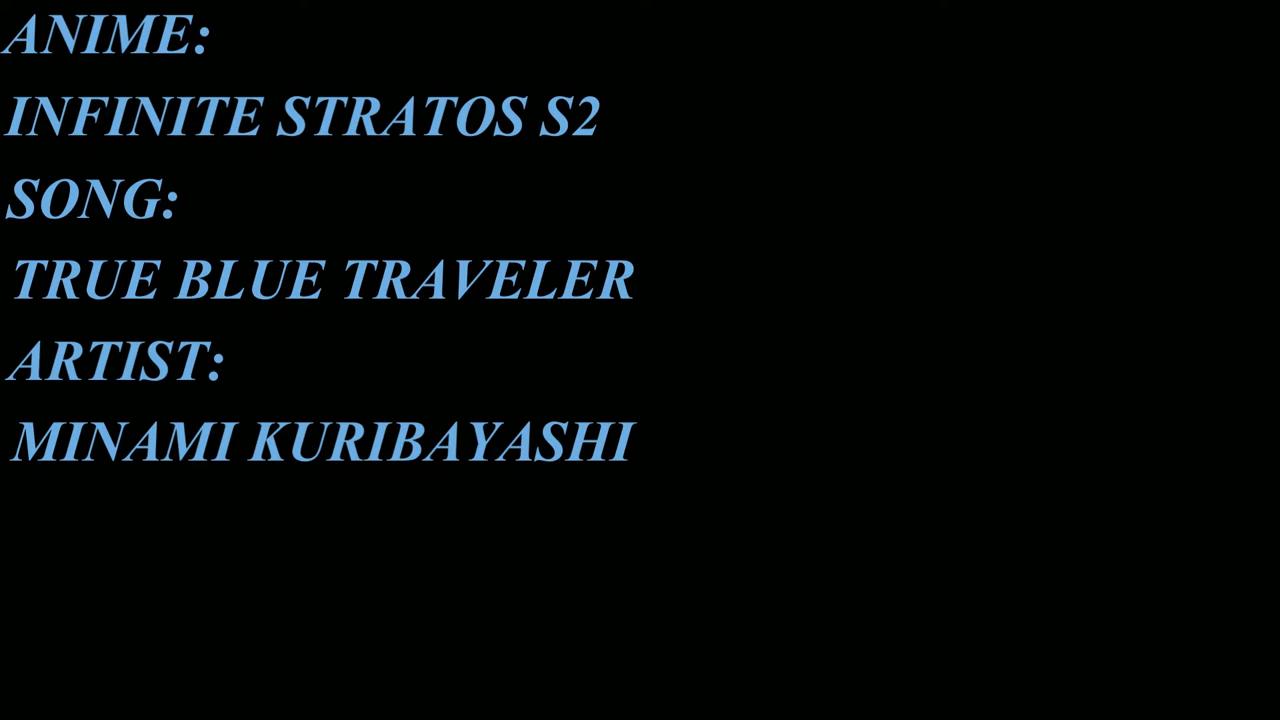 ANIME:
INFINITE STRATOS S2
SONG:
TRUE BLUE TRAVELER
ARTIST:
MINAMI KURIBAYASHI